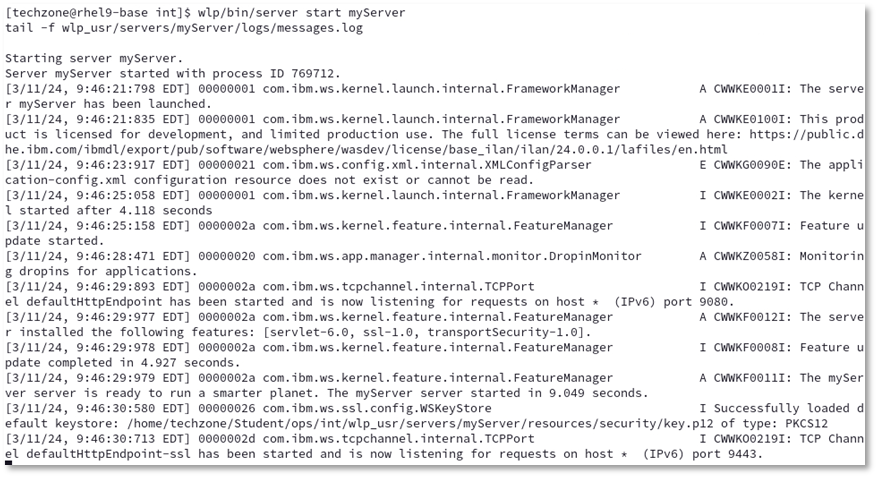 [techzone@rhel9-base int]$ wlp/bin/server start myServer
tail -f wlp_usr/servers/myServer/logs/messages.log
Starting server myServer.
Server myServer started with process ID 769712.
[3/11/24, 9:46:21:798 EDT] 00000001 com.ibm.ws.kernel.launch.internal.FrameworkManager A CWWKE0001I: The serve
r myServer has been launched.
[3/11/24, 9:46:21:835 EDT] 00000001 com.ibm.ws.kernel.launch.internal.FrameworkManager A CWWKE0100I: This prod
uct is licensed for development, and limited production use. The full license terms can be viewed here: https://public.d
he.ibm.com/ibmdl/export/pub/software/websphere/wasdev/license/base_ilan/ilan/24.0.0.1/lafiles/en.html
[3/11/24, 9:46:23:917 EDT] 00000021 com.ibm.ws.config.xml.internal.XMLConfigParser E CWWKG0090E: The appli
cation-config.xml configuration resource does not exist or cannot be read.
[3/11/24, 9:46:25:058 EDT] 00000001 com.ibm.ws.kernel.launch.internal.FrameworkManager I CWWKE0002I: The kerne
l started after 4.118 seconds
[3/11/24, 9:46:25:158 EDT] 0000002a com.ibm.ws.kernel.feature.internal.FeatureManager I CWWKF0007I: Feature u
pdate started.
[3/11/24, 9:46:28:471 EDT] 00000020 com.ibm.ws.app.manager.internal.monitor.DropinMonitor A CWWKZ0058I: Monitorin
g dropins for applications.
[3/11/24, 9:46:29:893 EDT] 0000002a com.ibm.ws.tcpchannel.internal.TCPPort I CWWKO0219I: TCP Chann
el defaultHttpEndpoint has been started and is now listening for requests on host * (IPv6) port 9080.
[3/11/24, 9:46:29:977 EDT] 0000002a com.ibm.ws.kernel.feature.internal.FeatureManager A CWWKF0012I: The serve
r installed the following features: [servlet-6.0, ssl-1.0, transportSecurity-1.0].
[3/11/24, 9:46:29:978 EDT] 0000002a com.ibm.ws.kernel.feature.internal.FeatureManager I CWWKF0008I: Feature u
pdate completed in 4.927 seconds.
[3/11/24, 9:46:29:979 EDT] 0000002a com.ibm.ws.kernel.feature.internal.FeatureManager A CWWKF0011I: The mySer
ver server is ready to run a smarter planet. The myServer server started in 9.049 seconds.
[3/11/24, 9:46:30:580 EDT] 00000026 com.ibm.ws.ssl.config.WSKeyStore I Successfully loaded d
efault keystore: /home/techzone/Student/ops/int/wlp_usr/servers/myServer/resources/security/key.p12 of type: PKCS12
[3/11/24, 9:46:30:713 EDT] 0000002d com.ibm.ws.tcpchannel.internal.TCPPort I CWWKO0219I: TCP Chann
el defaultHttpEndpoint-ssl has been started and is now listening for requests on host * (IPv6) port 9443.